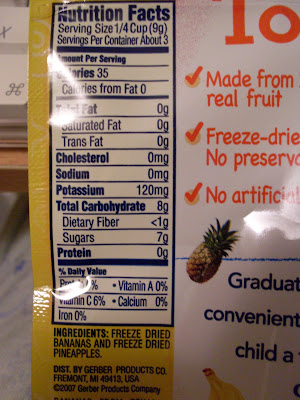 Nutrition Facts
Serving Size 1/4 Cup (9g)
Servings Per Container About 3
Amount Per Serving
Calories 35
Calories from Fat 0
Total Fat 0g
Saturated Fat 0g
Trans Fat 0g
Cholesterol 0mg
Sodium 0mg
Potassium 120mg
Total Carbohydrate 8g
Dietary Fiber <1g
Sugars 7g
Protein 0g
% Daily Value
• Vitamin A 0%
Vitamin C 6% • Calcium 0%
Iron 0%
INGREDIENTS: FREEZE DRIED
BANANAS AND FREEZE DRIED
PINEAPPLES.
DIST. BY GERBER PRODUCTS CO.
FREMONT, MI 49413, USA
©2007 Gerber Products Company
To
Made from
real fruit
Freeze-drie
No preserva
No artificia
Graduat
convenient
child a